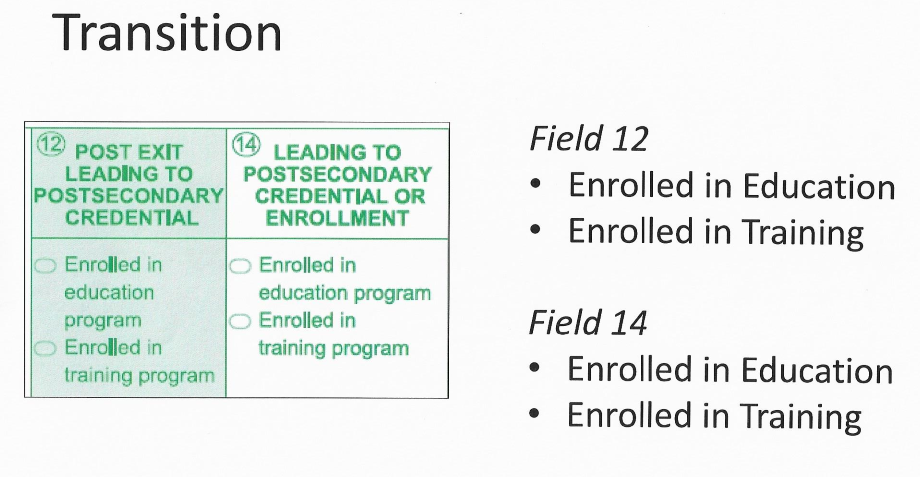 Transition
12 POST EXIT
LEADING TO
POSTSECONDARY
CREDENTIAL
Enrolled in
education
program
Enrolled in
training program
14 LEADING TO
POSTSECONDARY
CREDENTIAL OR
ENROLLMENT
Enrolled in
education program
Enrolled in
training program
Field 12
• Enrolled in Education
• Enrolled in Training
Field 14
• Enrolled in Education
• Enrolled in Training